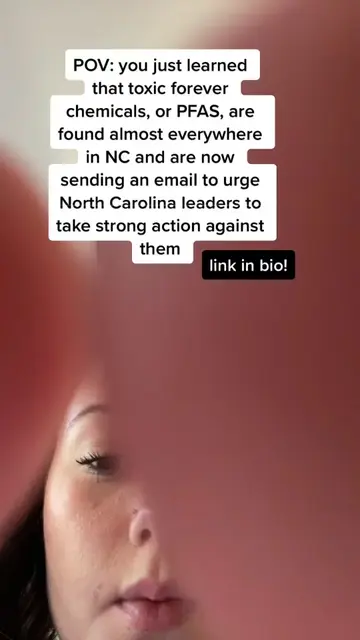 POV: you just learned
that toxic forever
chemicals, or PFAS, are
found almost everywhere
in NC and are now
sending an email to urge
North Carolina leaders to
take strong action against
them
link in bio!